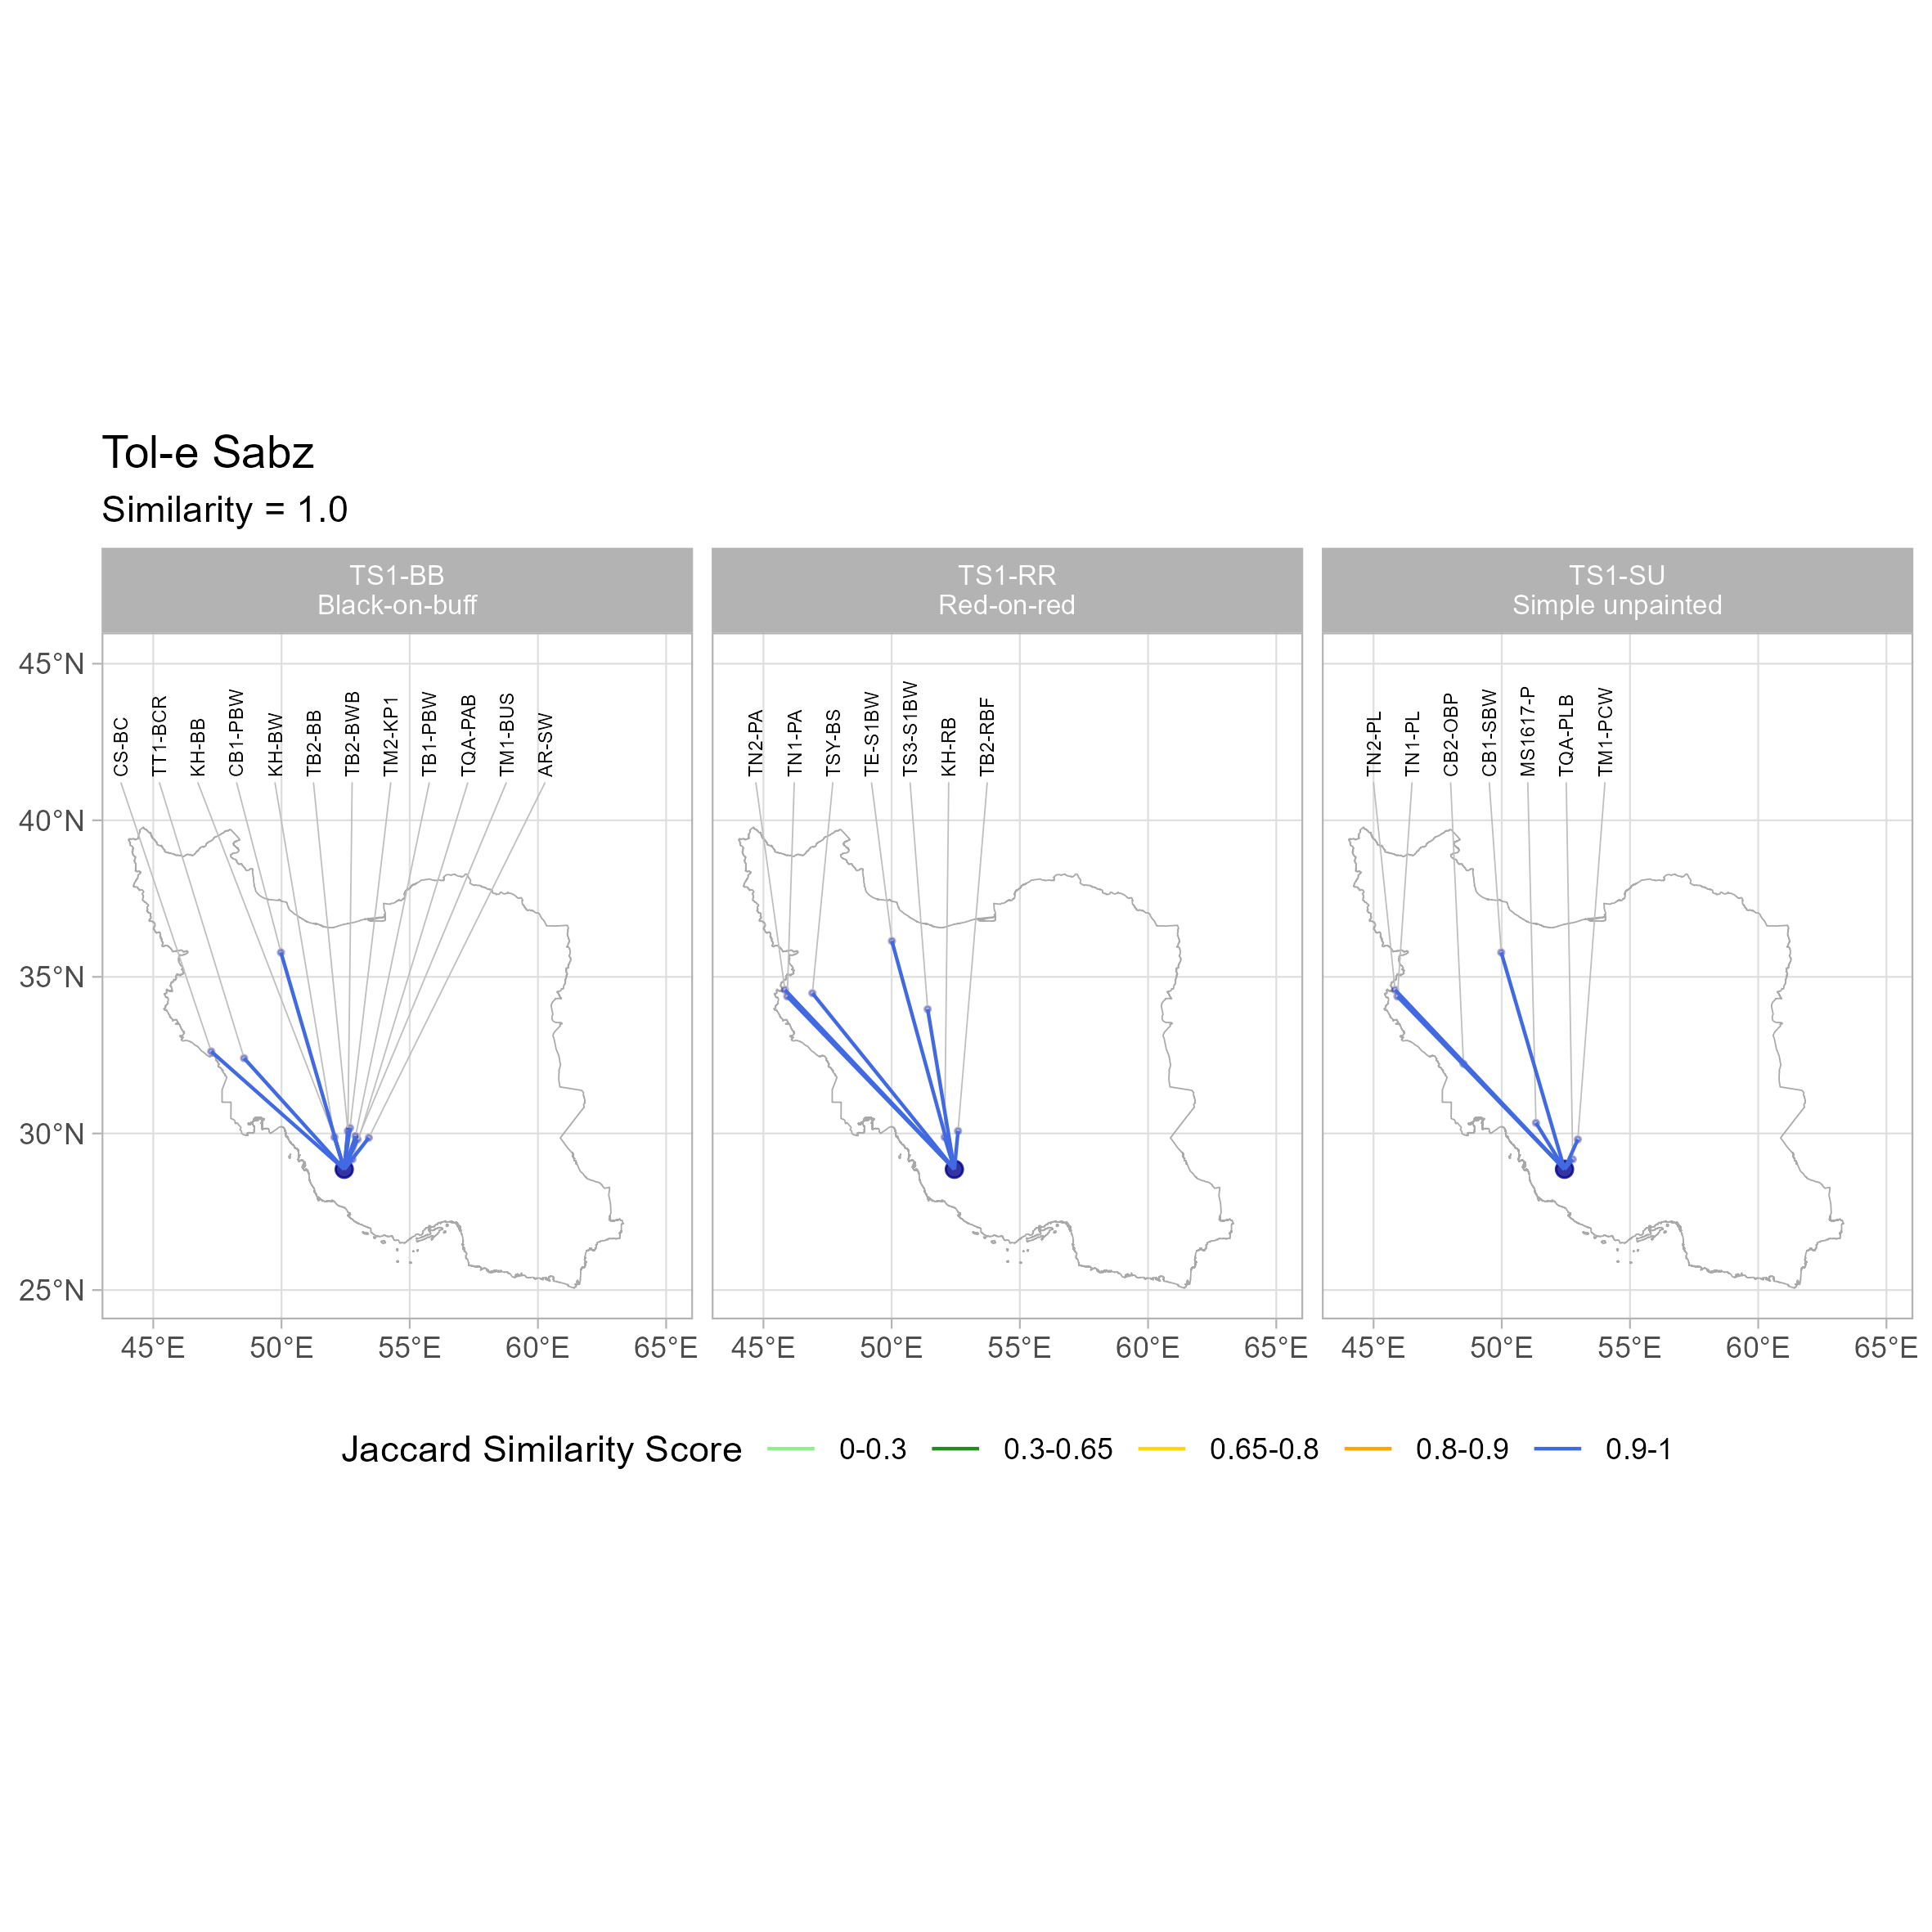 Tol-e Sabz
Similarity = 1.0
TS1-BB
Black-on-buff
TS1-RR
Red-on-red
TS1-SU
Simple unpainted
45°N
40°N
35°N
30°N
25°N
CS-BC
TT1-BCR
KH-BB
CB1-PBW
KH-BW
TB2-BB
TB2-BWB
TM2-KP1
TB1-PBW
TQA-PAB
TM1-BUS
AR-SW
TN2-PA
TN1-PA
TSY-BS
TE-S1BW
TS3-S1BW
KH-RB
TB2-RBF
TN2-PL
TN1-PL
CB2-OBP
CB1-SBW
MS1617-P
TQA-PLB
TM1-PCW
45°E 50°E 55°E 60°E 65°E
45°E 50°E 55°E 60°E 65°E
45°E 50°E 55°E 60°E 65°E
Jaccard Similarity Score 0-0.3 0.3-0.65 0.65-0.8 0.8-0.9 0.9-1